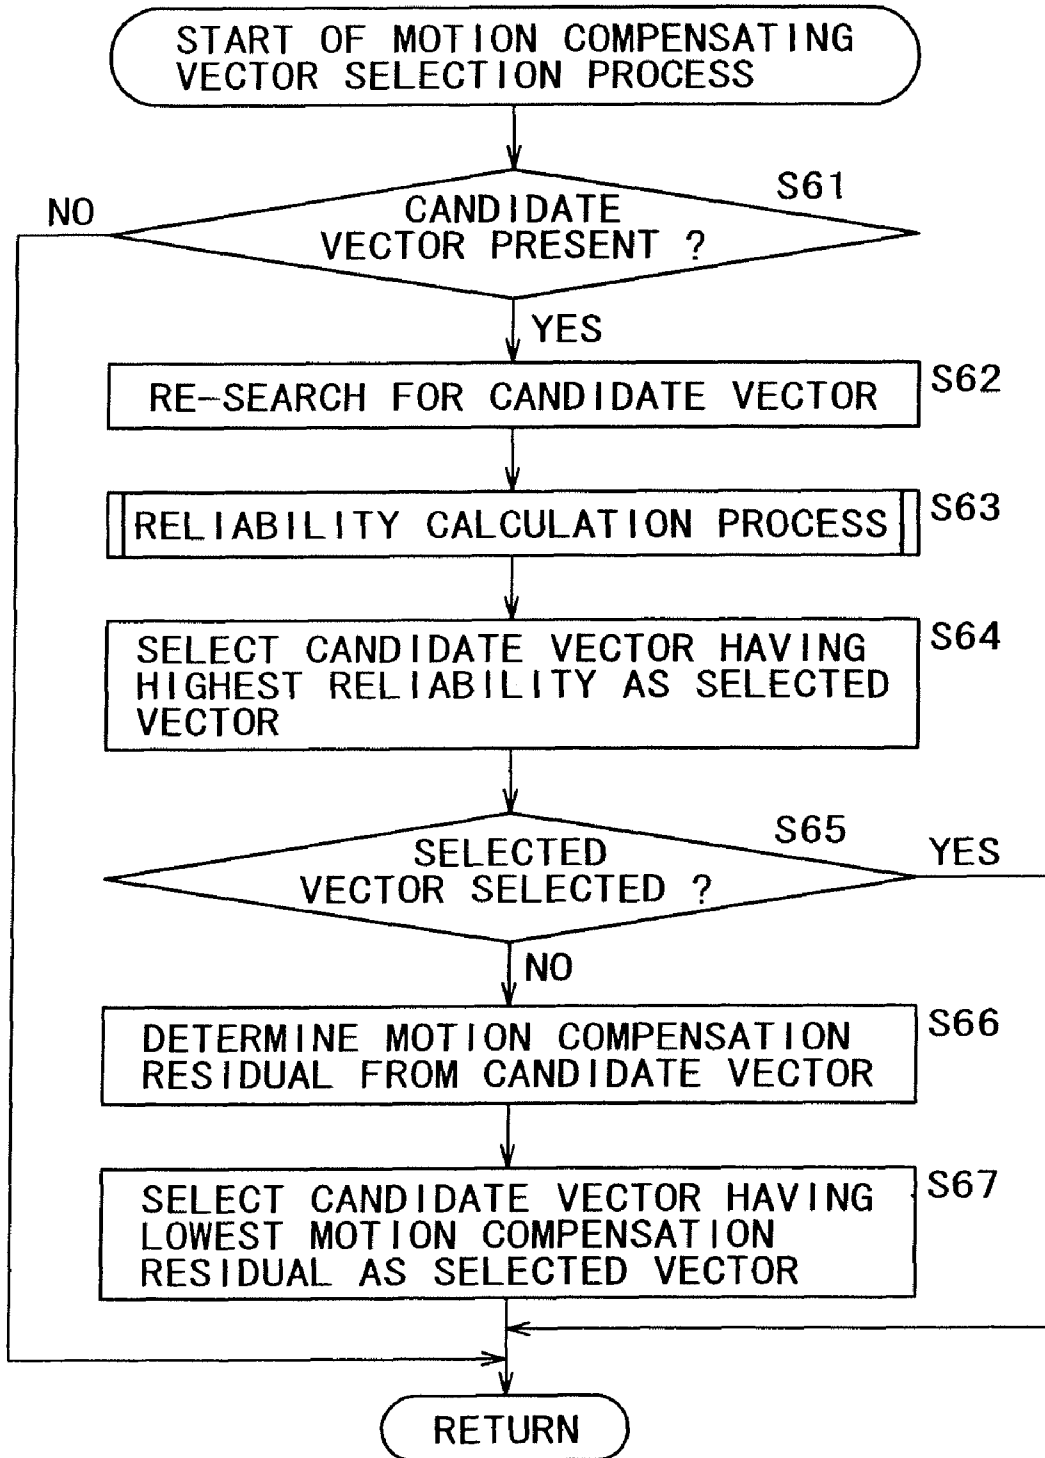 START OF MOTION COMPENSATING
VECTOR SELECTION PROCESS
S61
NO
CANDIDATE
VECTOR PRESENT ?
YES
S62
RE-SEARCH FOR CANDIDATE VECTOR
S63
RELIABILITY CALCULATION PROCESS
S64
SELECT CANDIDATE VECTOR HAVING
HIGHEST RELIABILITY AS SELECTED
VECTOR
S65
YES
SELECTED
VECTOR SELECTED ?
NO
S66
DETERMINE MOTION COMPENSATION
RESIDUAL FROM CANDIDATE VECTOR
S67
SELECT CANDIDATE VECTOR HAVING
LOWEST MOTION COMPENSATION
RESIDUAL AS SELECTED VECTOR
RETURN